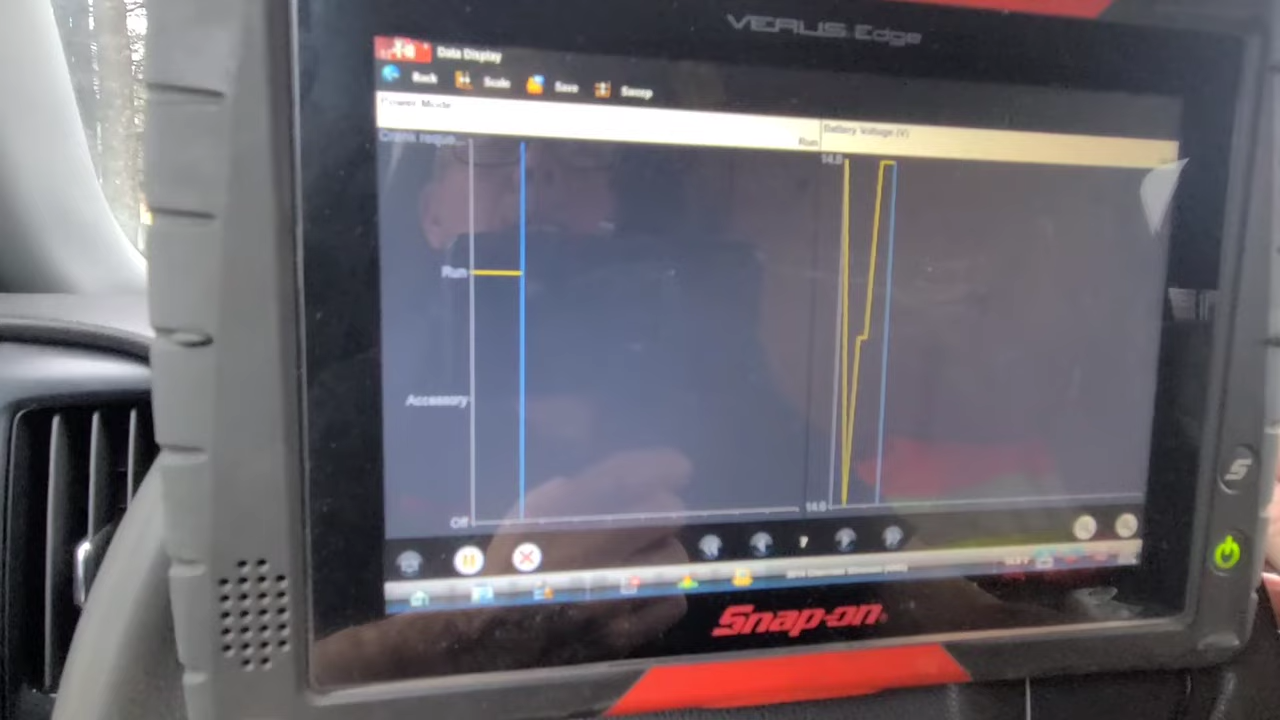 VERUS Edge
Data Display
Back Scale Save Sweep
Power Mode
Run
Battery Voltage (V)
Crank reque...
14.8
Run
Accessory
Off
14.0
Snap-on
S